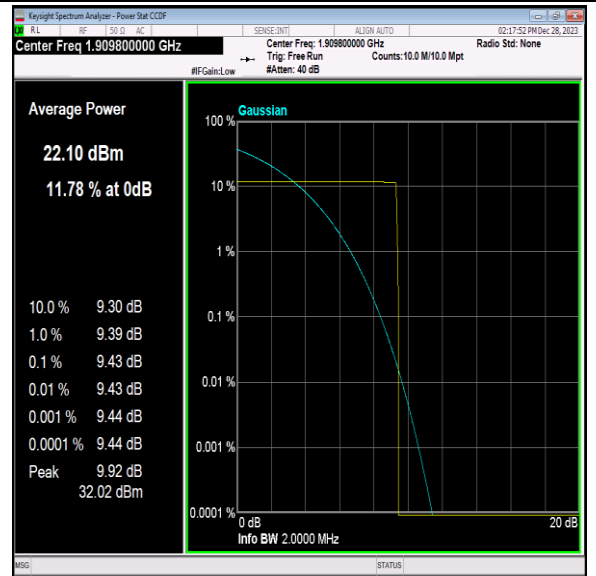 Keysight Spectrum Analyzer - Power Stat CCDF
RL RF 50 Ω AC SENSE:INT ALIGN AUTO 02:17:52 PM Dec 28, 2023
Center Freq 1.909800000 GHz
Center Freq: 1.909800000 GHz Radio Std: None
Trig: Free Run Counts:10.0 M/10.0 Mpt
#IFGain:Low #Atten: 40 dB
Average Power
22.10 dBm
11.78 % at 0dB
10.0 % 9.30 dB
1.0 % 9.39 dB
0.1 % 9.43 dB
0.01 % 9.43 dB
0.001 % 9.44 dB
0.0001 % 9.44 dB
Peak 9.92 dB
32.02 dBm
Gaussian
100 %
10 %
1 %
0.1 %
0.01 %
0.001 %
0.0001 %
0 dB 20 dB
Info BW 2.0000 MHz
MSG STATUS